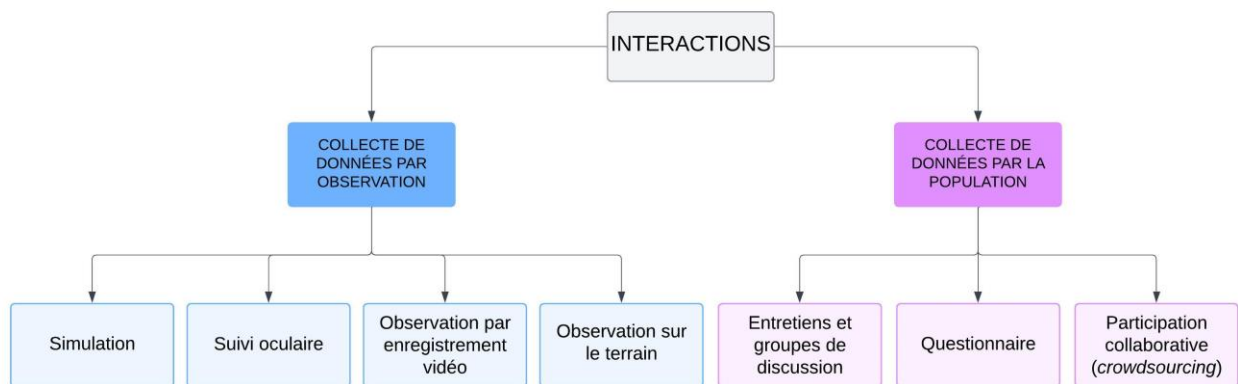 INTERACTIONS
COLLECTE DE
DONNÉES PAR
OBSERVATION
COLLECTE DE
DONNÉES PAR LA
POPULATION
Simulation
Suivi oculaire
Observation par
enregistrement
vidéo
Observation sur
le terrain
Entretiens et
groupes de
discussion
Questionnaire
Participation
collaborative
(crowdsourcing)